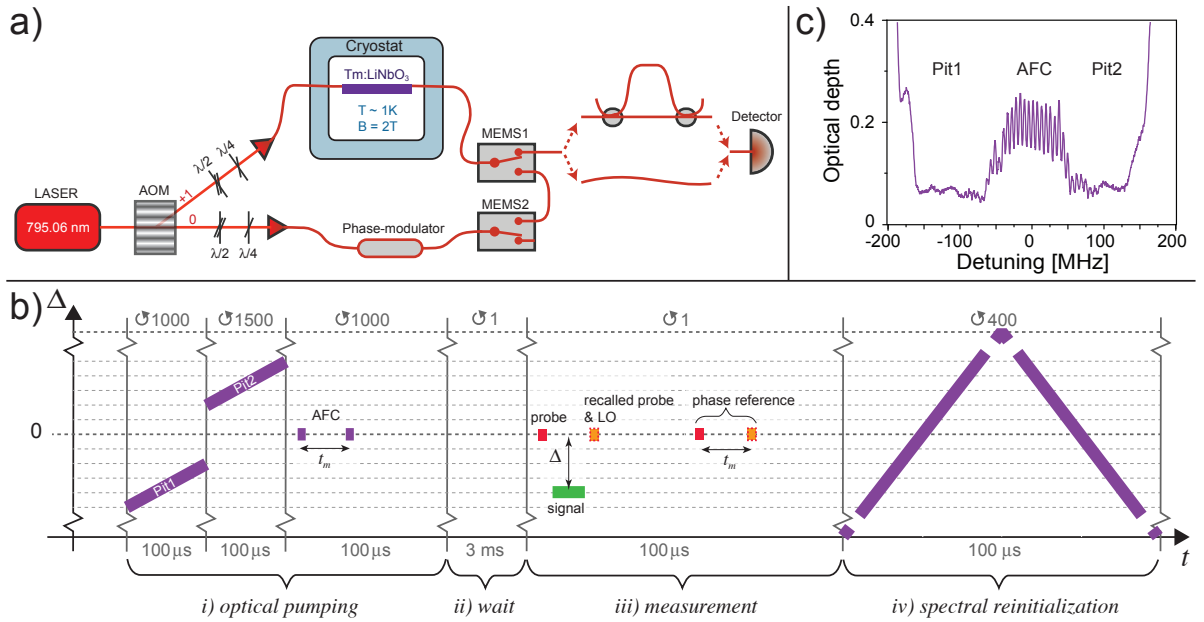 a)
Cryostat
Tm:LiNbO₃
T ~ 1K
B = 2T
LASER
795.06 nm
AOM
+1
0
λ/2
λ/4
λ/2
λ/4
Phase-modulator
MEMS1
MEMS2
Detector
c)
Optical depth
0.4
0.2
0
Pit1
AFC
Pit2
-200
-100
0
100
200
Detuning [MHz]
b)
Δ
↺1000
↺1500
↺1000
↺1
↺1
↺400
0
Pit1
Pit2
AFC
tₘ
probe
recalled probe
& LO
phase reference
Δ
tₘ
signal
100 μs
100 μs
100 μs
3 ms
100 μs
100 μs
t
i) optical pumping
ii) wait
iii) measurement
iv) spectral reinitialization